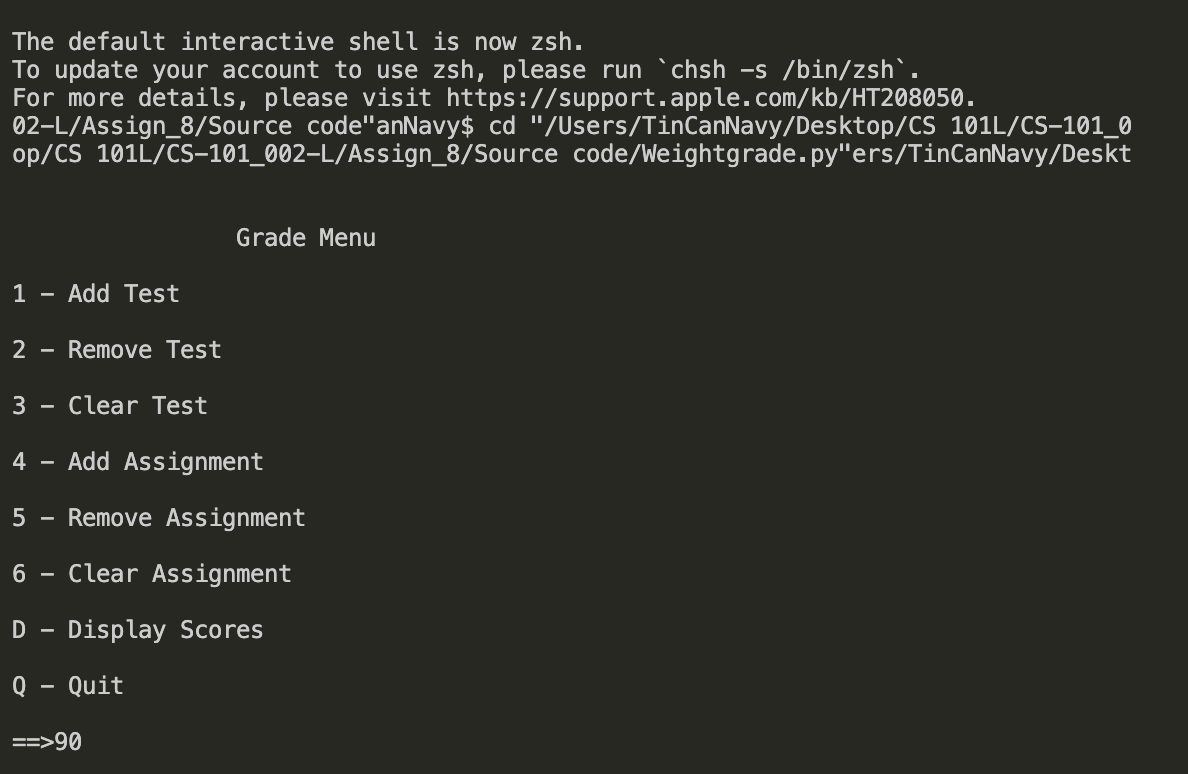 The default interactive shell is now zsh.
To update your account to use zsh, please run `chsh -s /bin/zsh`.
For more details, please visit https://support.apple.com/kb/HT208050.
02-L/Assign_8/Source code"anNavy$ cd "/Users/TinCanNavy/Desktop/CS 101L/CS-101_0
op/CS 101L/CS-101_002-L/Assign_8/Source code/Weightgrade.py"ers/TinCanNavy/Deskt
Grade Menu
1 - Add Test
2 - Remove Test
3 - Clear Test
4 - Add Assignment
5 - Remove Assignment
6 - Clear Assignment
D - Display Scores
Q - Quit
==>90